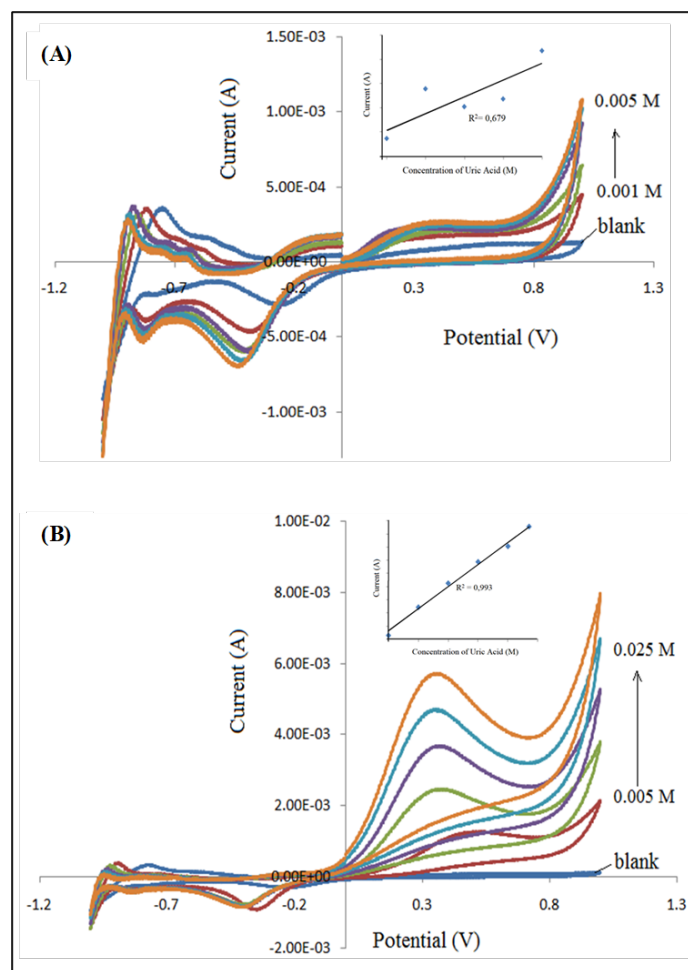 (A)
1.50E-03
1.00E-03
5.00E-04
0.00E+00
-5.00E-04
-1.00E-03
Current (A)
Current (A)
R²= 0,679
Concentration of Uric Acid (M)
0.005 M
0.001 M
blank
-1.2
-0.7
-0.2
0.3
0.8
1.3
Potential (V)
(B)
1.00E-02
8.00E-03
6.00E-03
4.00E-03
2.00E-03
0.00E+00
-2.00E-03
Current (A)
Current (A)
R² = 0,993
Concentration of Uric Acid (M)
0.025 M
0.005 M
blank
-1.2
-0.7
-0.2
0.3
0.8
1.3
Potential (V)